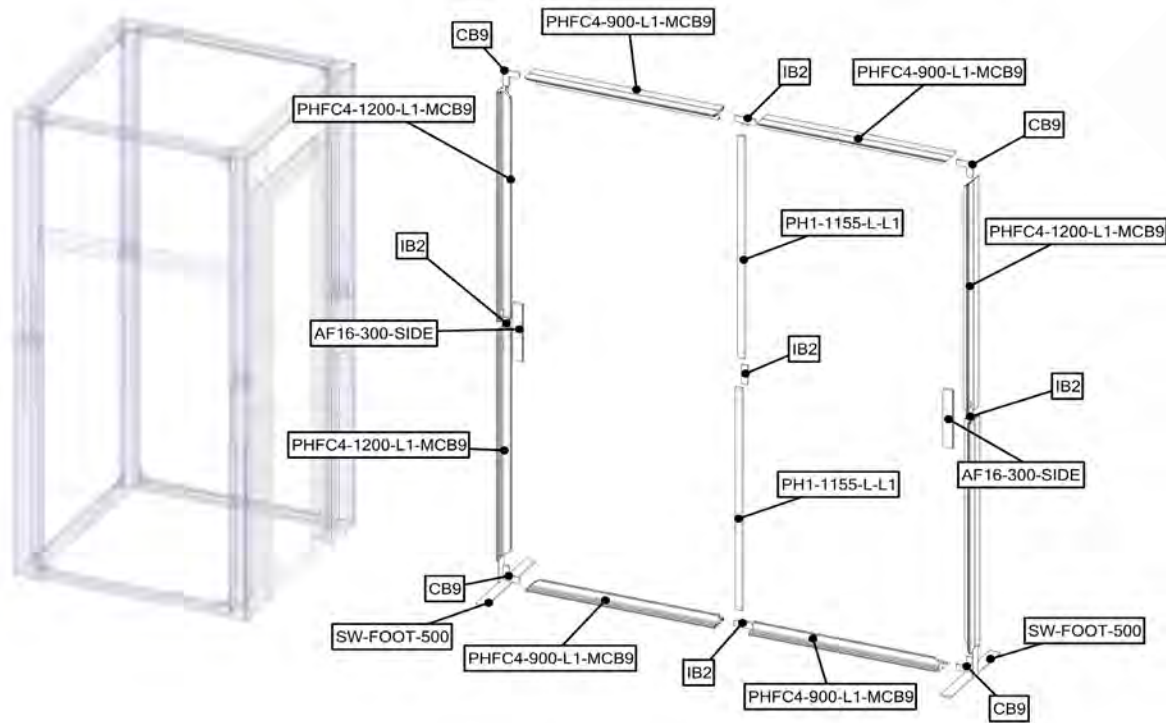 PHFC4-900-L1-MCB9
CB9
IB2
PHFC4-900-L1-MCB9
PHFC4-1200-L1-MCB9
CB9
PH1-1155-L-L1
PHFC4-1200-L1-MCB9
IB2
AF16-300-SIDE
IB2
IB2
PHFC4-1200-L1-MCB9
AF16-300-SIDE
PH1-1155-L-L1
CB9
SW-FOOT-500
SW-FOOT-500
PHFC4-900-L1-MCB9
IB2
PHFC4-900-L1-MCB9
CB9